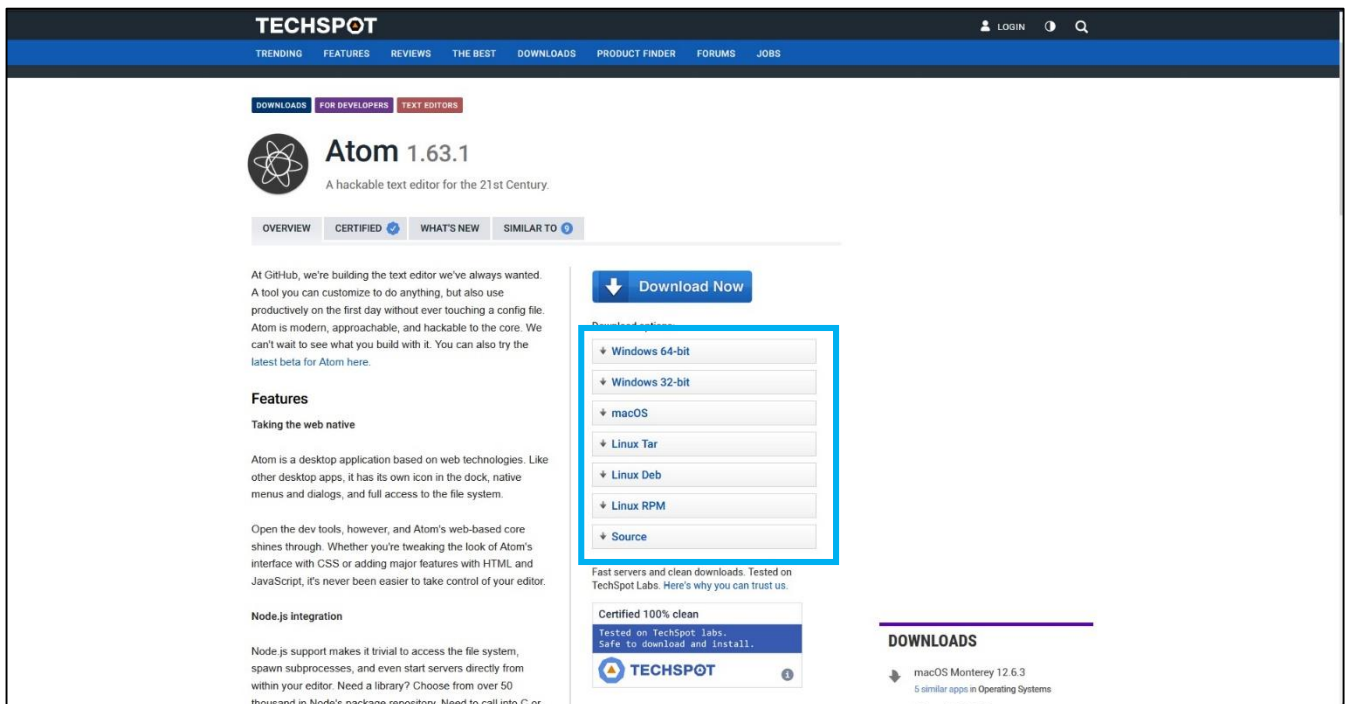 TECHSPOT
LOGIN
TRENDING FEATURES REVIEWS THE BEST DOWNLOADS PRODUCT FINDER FORUMS JOBS
DOWNLOADS FOR DEVELOPERS TEXT EDITORS
Atom 1.63.1
A hackable text editor for the 21st Century.
OVERVIEW CERTIFIED WHAT'S NEW SIMILAR TO 9
At GitHub, we're building the text editor we've always wanted.
A tool you can customize to do anything, but also use
productively on the first day without ever touching a config file.
Atom is modern, approachable, and hackable to the core. We
can't wait to see what you build with it. You can also try the
latest beta for Atom here.
Features
Taking the web native
Atom is a desktop application based on web technologies. Like
other desktop apps, it has its own icon in the dock, native
menus and dialogs, and full access to the file system.
Open the dev tools, however, and Atom's web-based core
shines through. Whether you're tweaking the look of Atom's
interface with CSS or adding major features with HTML and
JavaScript, it's never been easier to take control of your editor.
Node.js integration
Node.js support makes it trivial to access the file system,
spawn subprocesses, and even start servers directly from
within your editor. Need a library? Choose from over 50
thousand in Node's package repository. Need to call into C or
Download Now
Download options:
Windows 64-bit
Windows 32-bit
macOS
Linux Tar
Linux Deb
Linux RPM
Source
Fast servers and clean downloads. Tested on
TechSpot Labs. Here's why you can trust us.
Certified 100% clean
Tested on TechSpot labs.
Safe to download and install.
TECHSPOT
DOWNLOADS
macOS Monterey 12.6.3
5 similar apps in Operating Systems